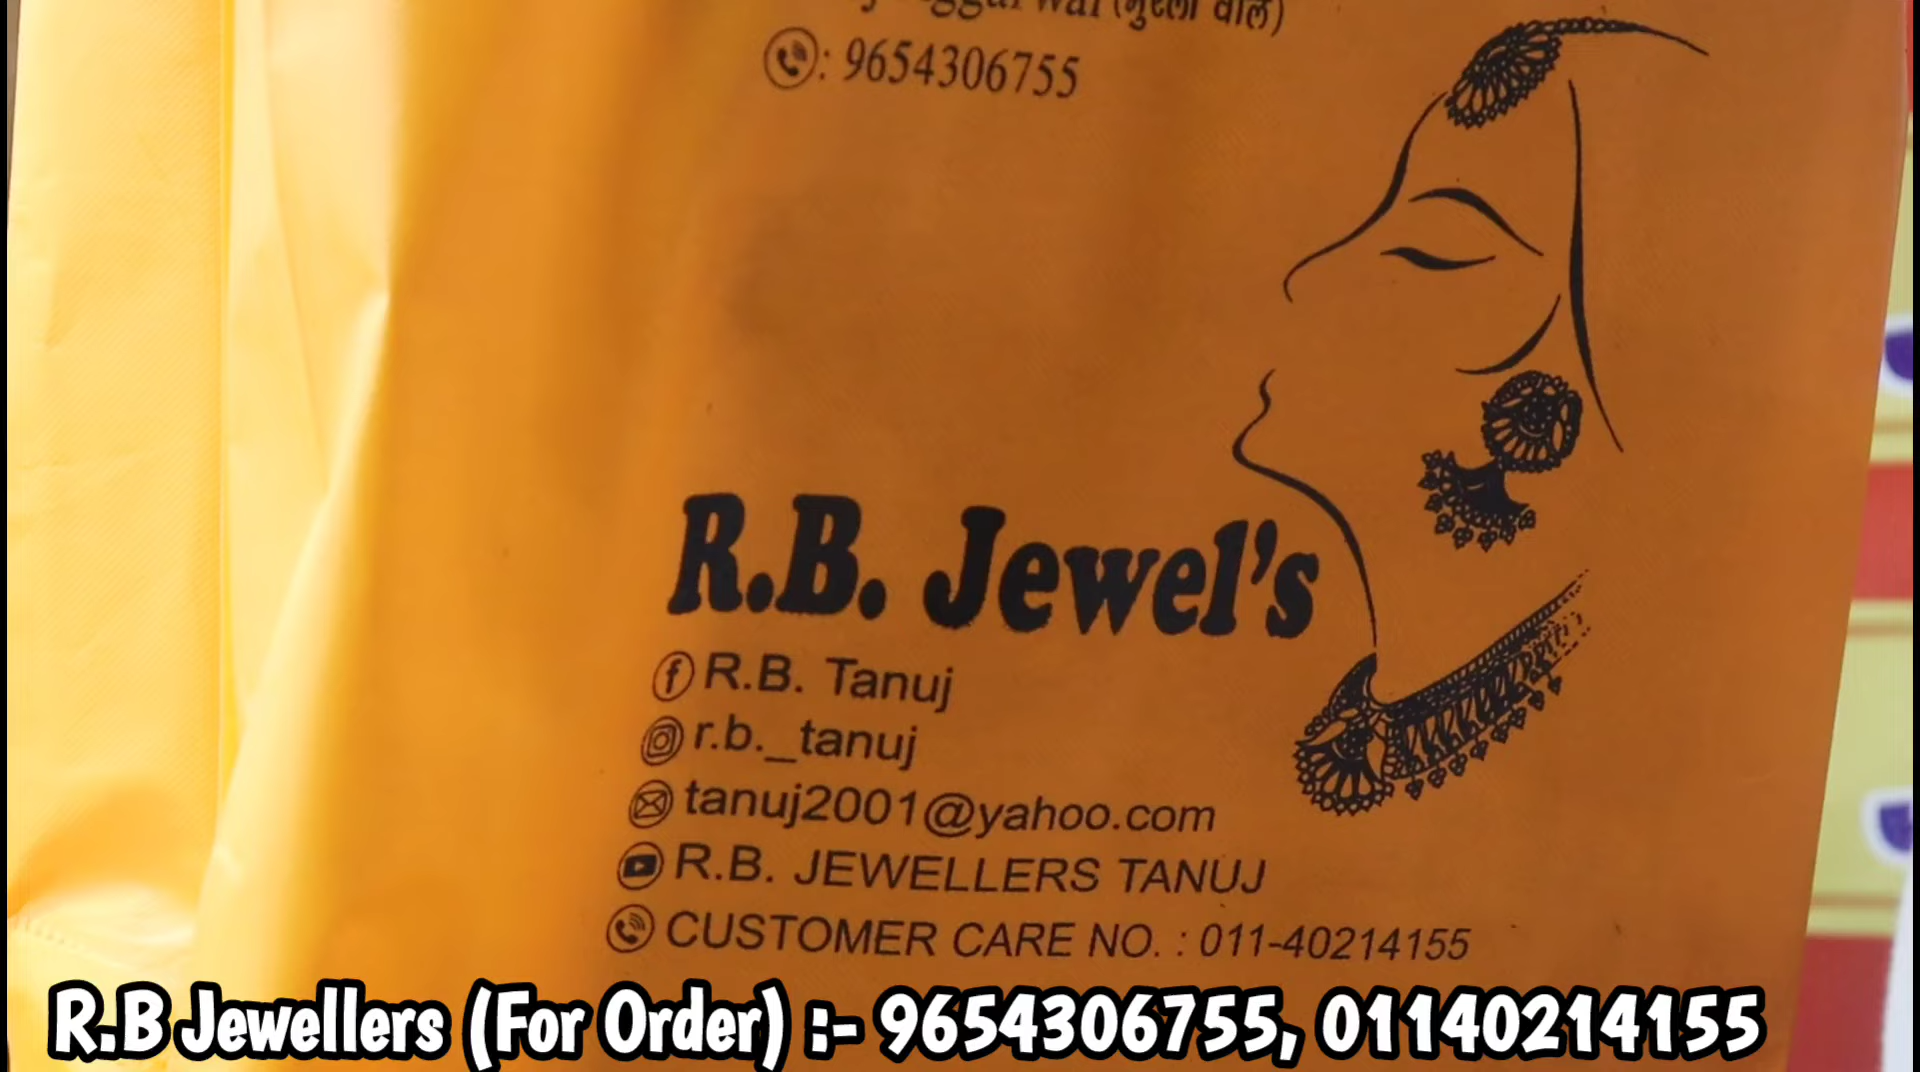 (मुरली वाले)
: 9654306755
R.B. Jewel's
R.B. Tanuj
r.b._tanuj
tanuj2001@yahoo.com
R.B. JEWELLERS TANUJ
CUSTOMER CARE NO. : 011-40214155
R.B Jewellers (For Order) :- 9654306755, 01140214155